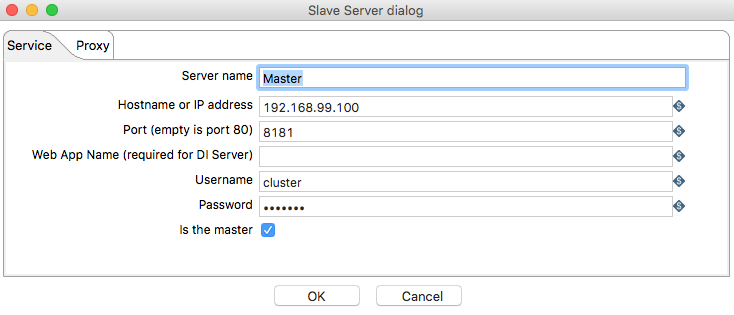 Slave Server dialog
Service Proxy
Server name Master
Hostname or IP address 192.168.99.100
Port (empty is port 80) 8181
Web App Name (required for DI Server)
Username cluster
Password •••••••
Is the master
OK Cancel